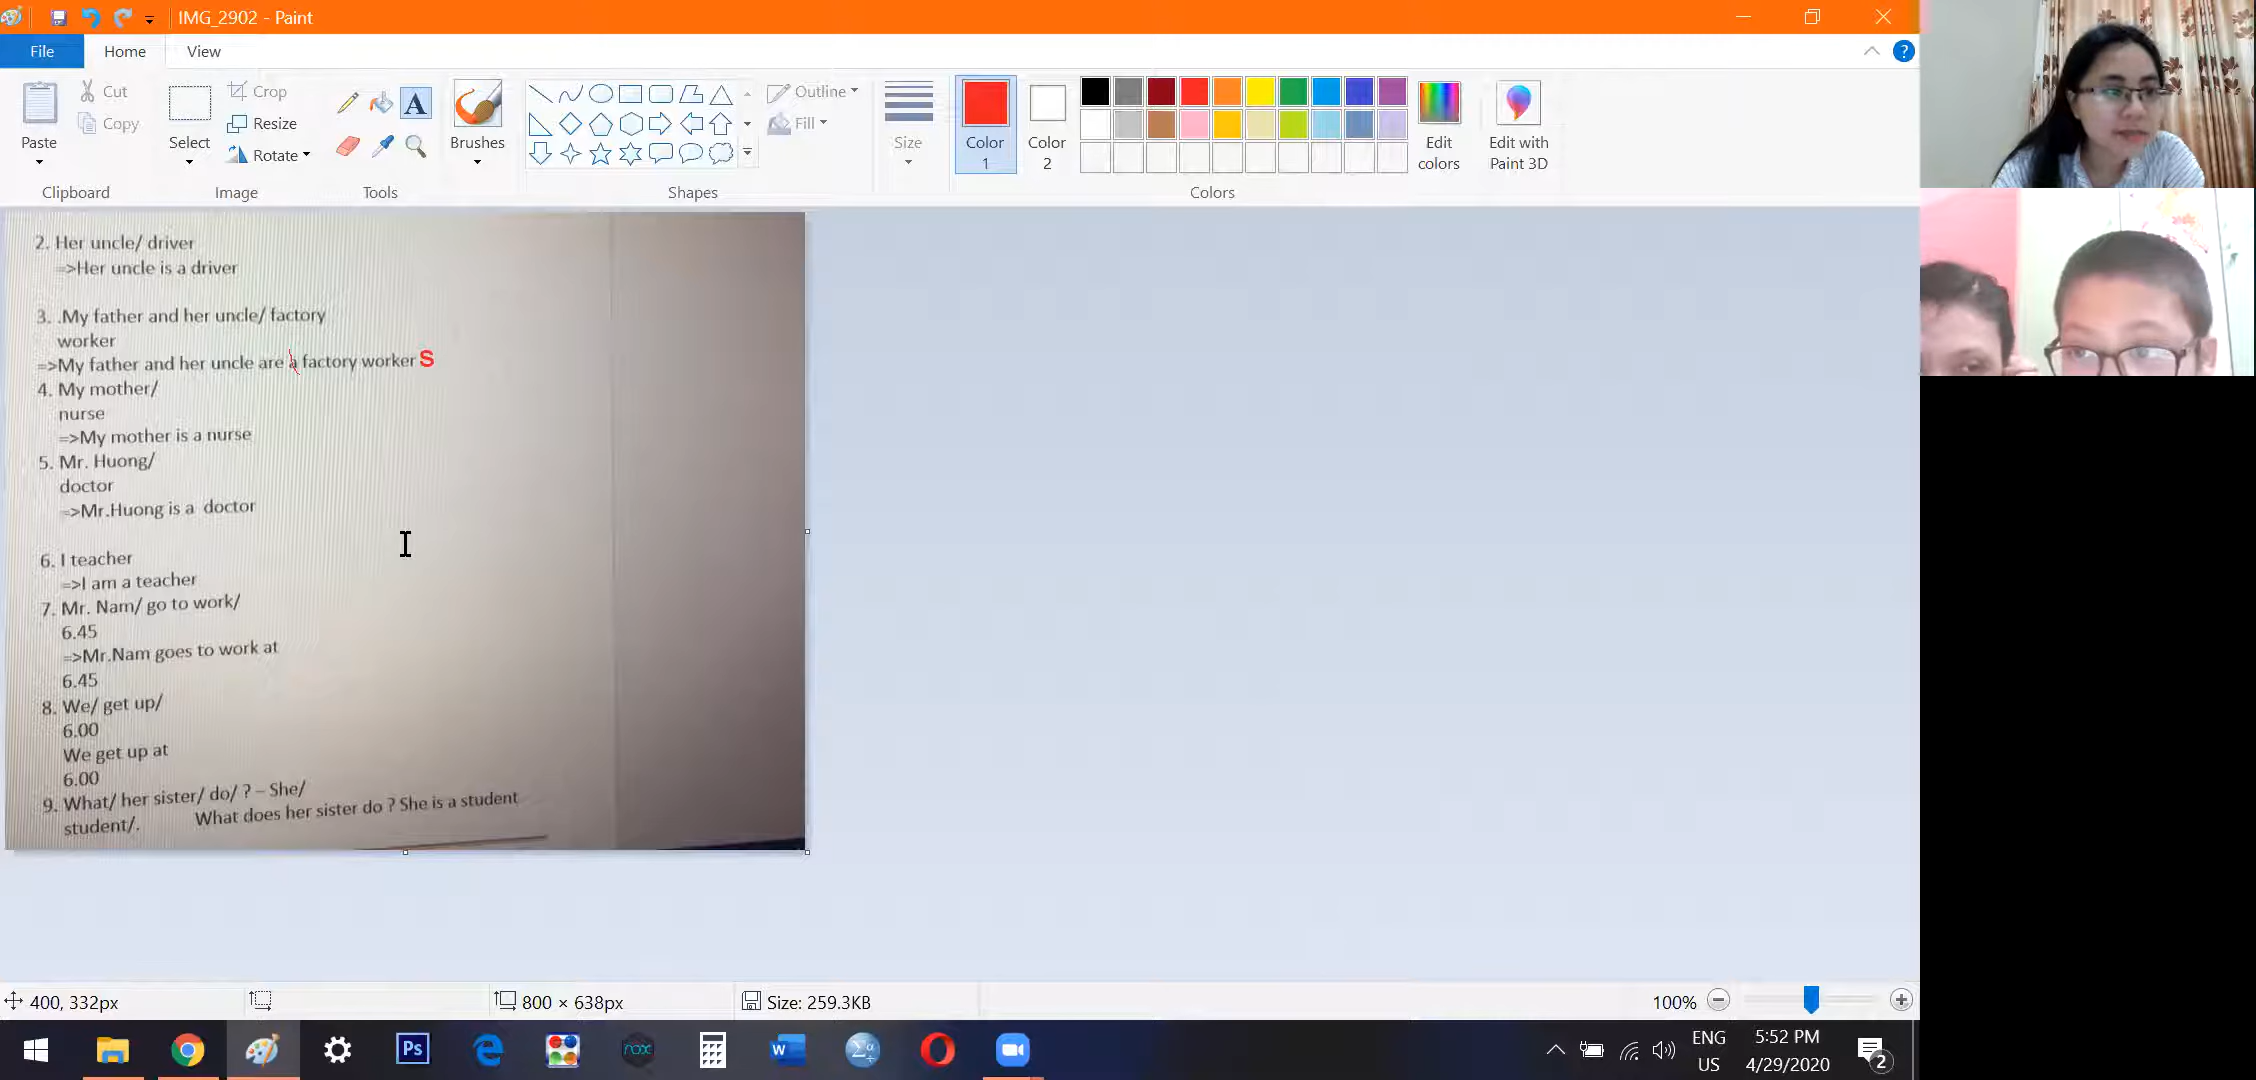 IMG_2902 - Paint
File Home View
Paste Cut Copy Select Crop Resize Rotate A Brushes Outline Fill Size Color 1 Color 2 Edit colors Edit with Paint 3D
Clipboard Image Tools Shapes Colors
2. Her uncle/ driver
=>Her uncle is a driver
3. .My father and her uncle/ factory
worker
=>My father and her uncle are a factory worker S
4. My mother/
nurse
=>My mother is a nurse
5. Mr. Huong/
doctor
=>Mr.Huong is a doctor
6. I teacher
=>I am a teacher
7. Mr. Nam/ go to work/
6.45
=>Mr.Nam goes to work at
6.45
8. We/ get up/
6.00
We get up at
6.00
9. What/ her sister/ do/ ? – She/
student/. What does her sister do ? She is a student
400, 332px 800 × 638px Size: 259.3KB 100%
Ps nox W ENG 5:52 PM
US 4/29/2020 2